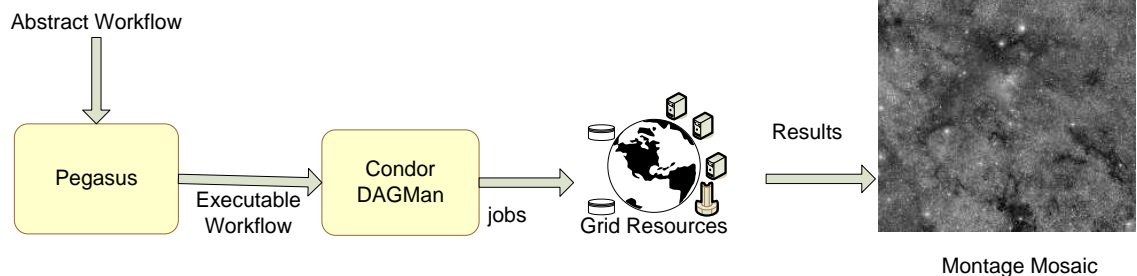 Abstract Workflow
Pegasus
Executable
Workflow
Condor
DAGMan
jobs
Grid Resources
Results
Montage Mosaic